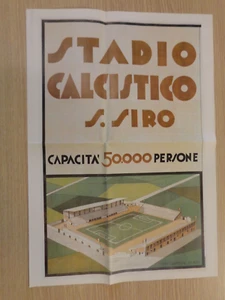 STADIO
CALCISTICO
S. SIRO
CAPACITA' 50.000 PERSONE